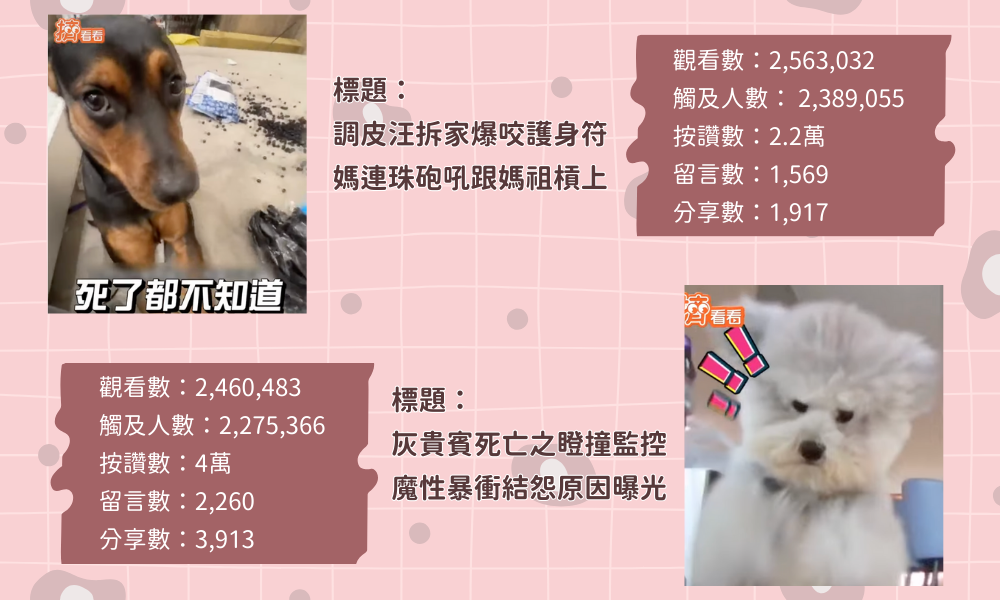 擠看看
死了都不知道
標題：
調皮汪拆家爆咬護身符
媽連珠砲吼跟媽祖槓上
觀看數：2,563,032
觸及人數： 2,389,055
按讚數：2.2萬
留言數：1,569
分享數：1,917
觀看數：2,460,483
觸及人數：2,275,366
按讚數：4萬
留言數：2,260
分享數：3,913
標題：
灰貴賓死亡之瞪撞監控
魔性暴衝結怨原因曝光
擠看看